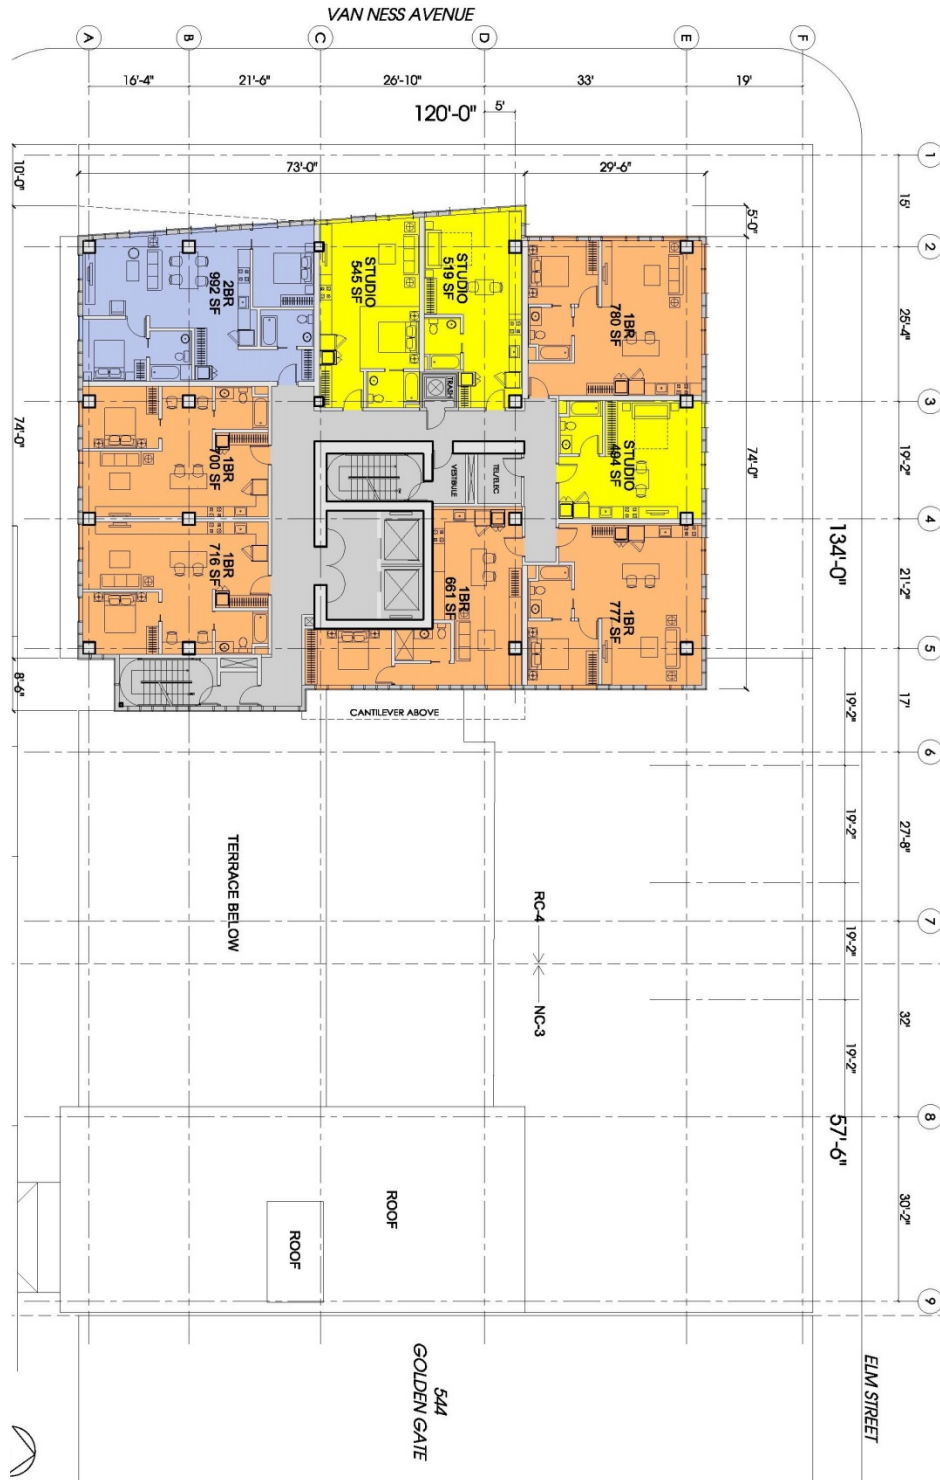 VAN NESS AVENUE
A
B
C
D
E
F
16'-4"
21'-6"
26'-10"
33'
19'
120'-0"
5'
1
73'-0"
29'-6"
10'-0"
15'
5'-0"
2
2BR
992 SF
STUDIO
545 SF
STUDIO
519 SF
1BR
780 SF
25'-4"
TRASH
3
74'-0"
1BR
700 SF
VESTIBULE
TEL/ELEC
STUDIO
494 SF
74'-0"
19'-2"
4
134'-0"
1BR
716 SF
1BR
661 SF
1BR
777 SF
21'-2"
5
8'-6"
CANTILEVER ABOVE
19'-2"
17'
6
TERRACE BELOW
19'-2"
27'-8"
RC-4
7
19'-2"
NC-3
32'
19'-2"
8
57'-6"
ROOF
ROOF
30'-2"
9
544
GOLDEN GATE
ELM STREET